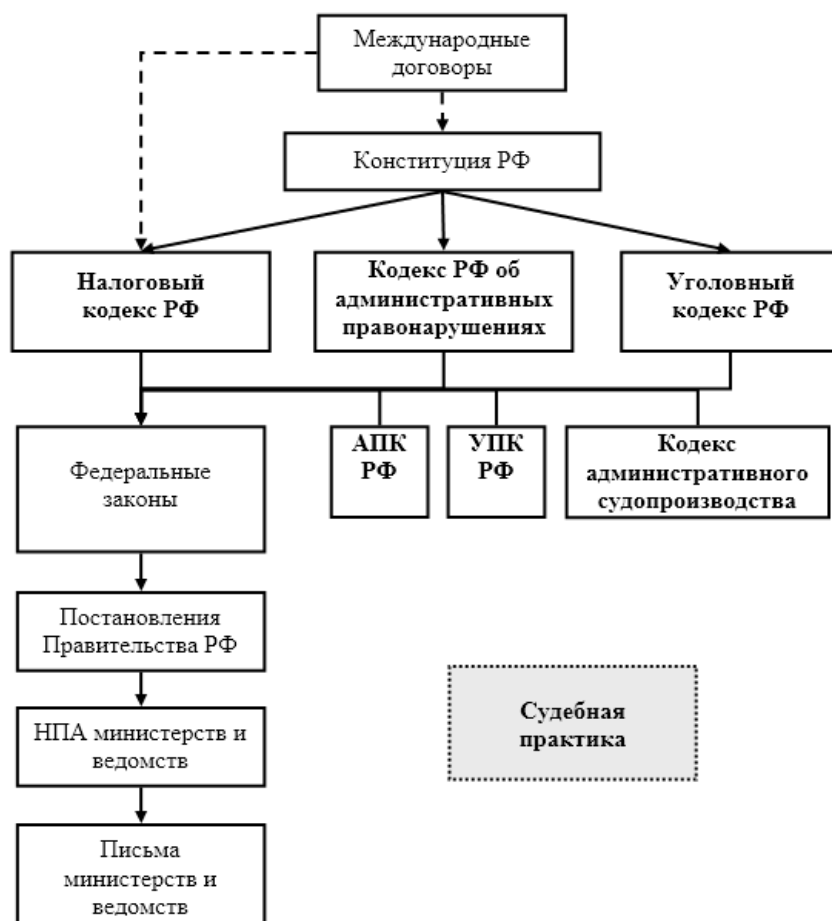 Международные
договоры
Конституция РФ
Налоговый
кодекс РФ
Кодекс РФ об
административных
правонарушениях
Уголовный
кодекс РФ
Федеральные
законы
АПК
РФ
УПК
РФ
Кодекс
административного
судопроизводства
Постановления
Правительства РФ
НПА министерств и
ведомств
Судебная
практика
Письма
министерств и
ведомств